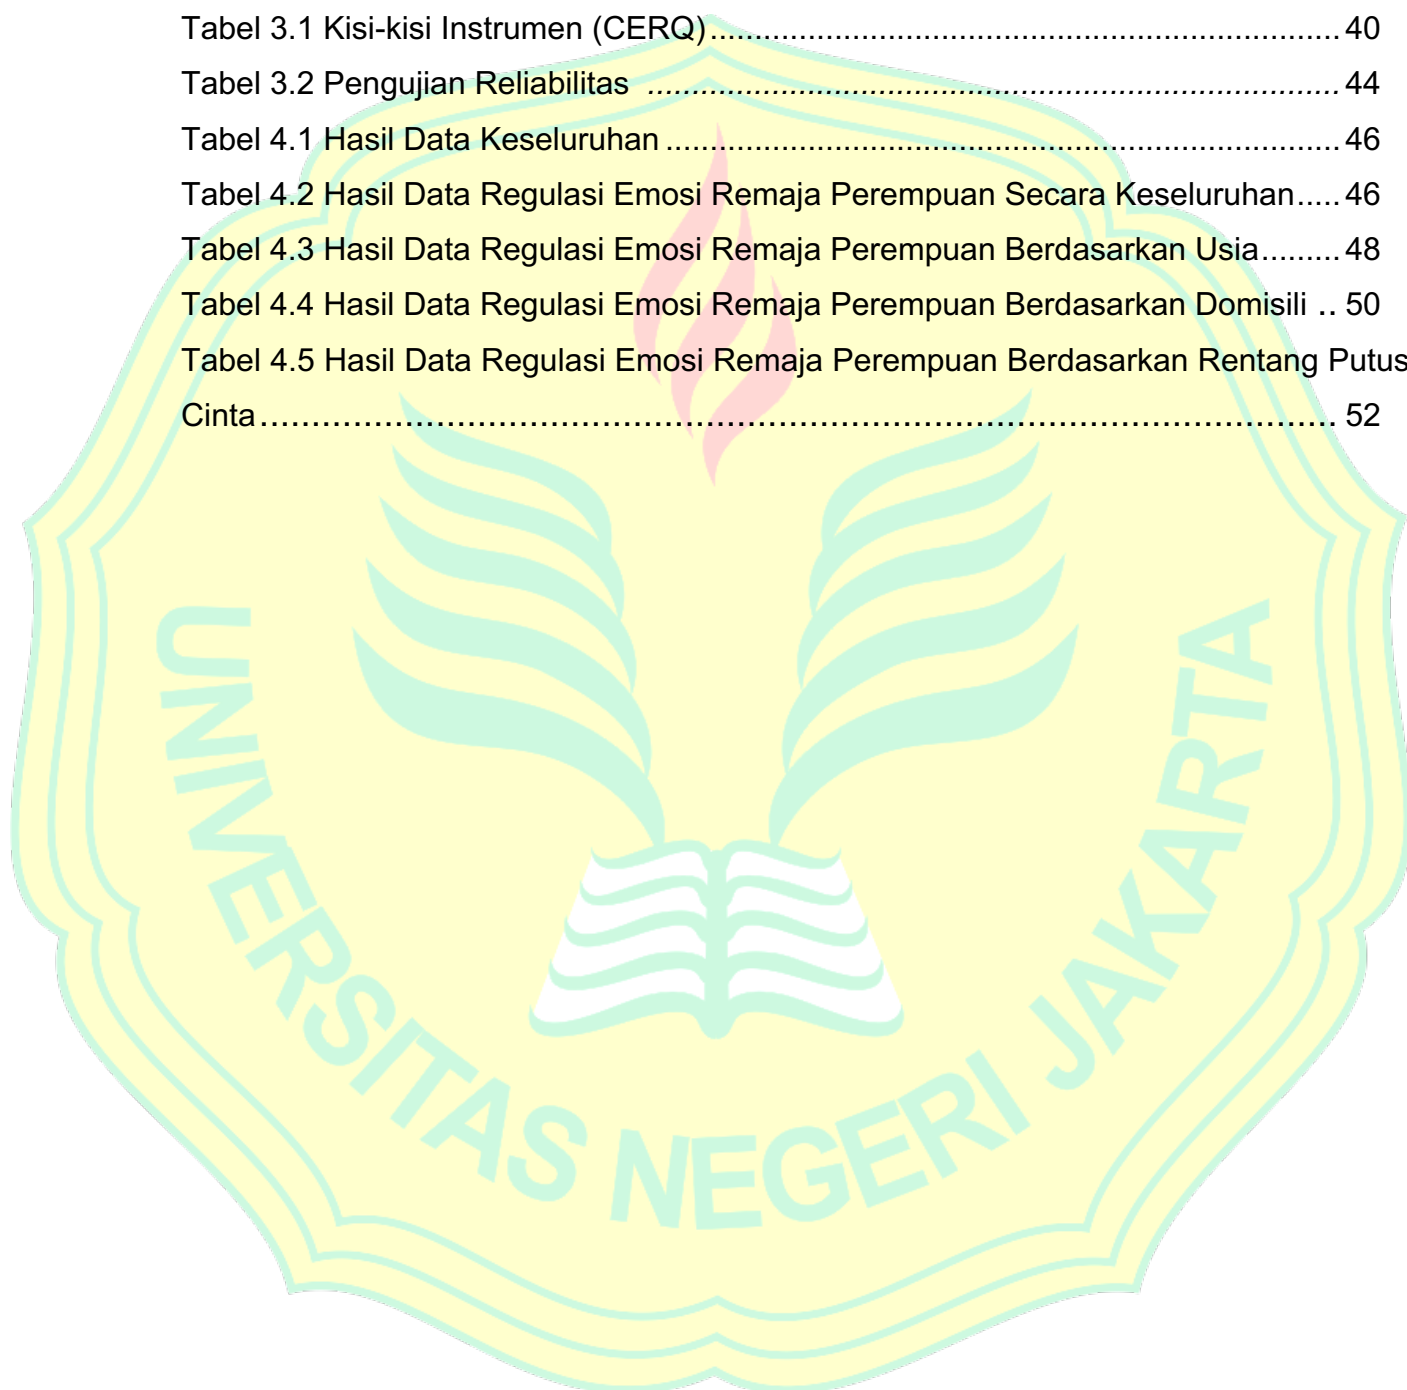 Tabel 3.1 Kisi-kisi Instrumen (CERQ).......................................................................... 40
Tabel 3.2 Pengujian Reliabilitas ................................................................................. 44
Tabel 4.1 Hasil Data Keseluruhan ............................................................................... 46
Tabel 4.2 Hasil Data Regulasi Emosi Remaja Perempuan Secara Keseluruhan..... 46
Tabel 4.3 Hasil Data Regulasi Emosi Remaja Perempuan Berdasarkan Usia......... 48
Tabel 4.4 Hasil Data Regulasi Emosi Remaja Perempuan Berdasarkan Domisili .. 50
Tabel 4.5 Hasil Data Regulasi Emosi Remaja Perempuan Berdasarkan Rentang Putus
Cinta........................................................................................................ 52
UNIVERSITAS NEGERI JAKARTA